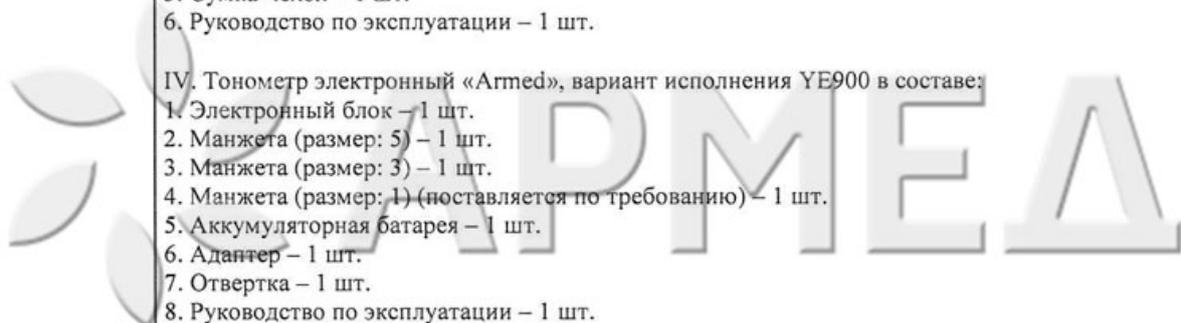 6. Руководство по эксплуатации – 1 шт.
IV. Тонометр электронный «Armed», вариант исполнения YE900 в составе:
1. Электронный блок – 1 шт.
2. Манжета (размер: 5) – 1 шт.
3. Манжета (размер: 3) – 1 шт.
4. Манжета (размер: 1) (поставляется по требованию) – 1 шт.
5. Аккумуляторная батарея – 1 шт.
6. Адаптер – 1 шт.
7. Отвертка – 1 шт.
8. Руководство по эксплуатации – 1 шт.
АРМЕД